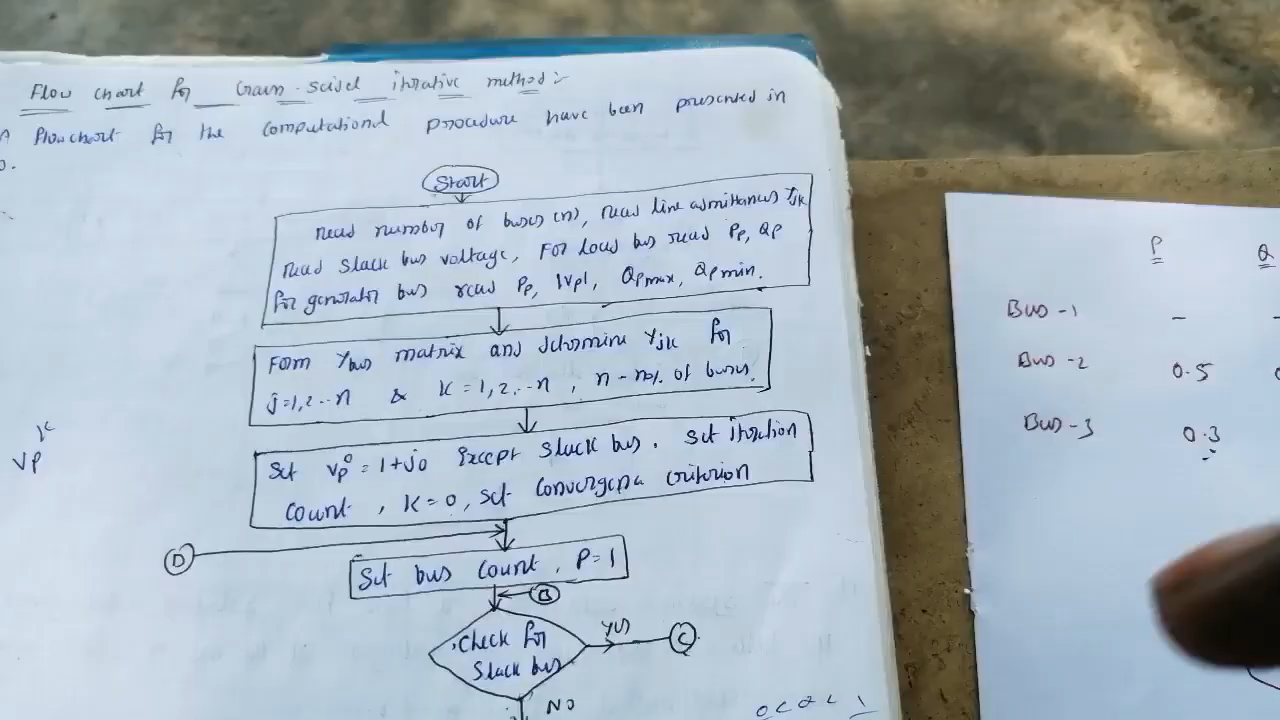 Flow chart for Gaus-Seidel iterative method :-
A Flowchart for the computational procedure have been presented in
Start
Read number of buses (n), read line admittances Yjk
read slack bus voltage, For load bus read Pp, Qp
for generator bus read Pp, |Vp|, Qpmax, Qpmin.
Form Ybus matrix and determine Yjk for
j=1,2...n & k=1,2...n, n-no/. of buses.
Set Vp⁰ = 1+j0 Except slack bus. Set iteration
count, K=0, set convergence criterion
D
Set bus count, P=1
B
Check for
Slack bus
Yes
C
NO
Vp^K
P Q
Bus-1 - -
Bus-2 0.5
Bus-3 0.3